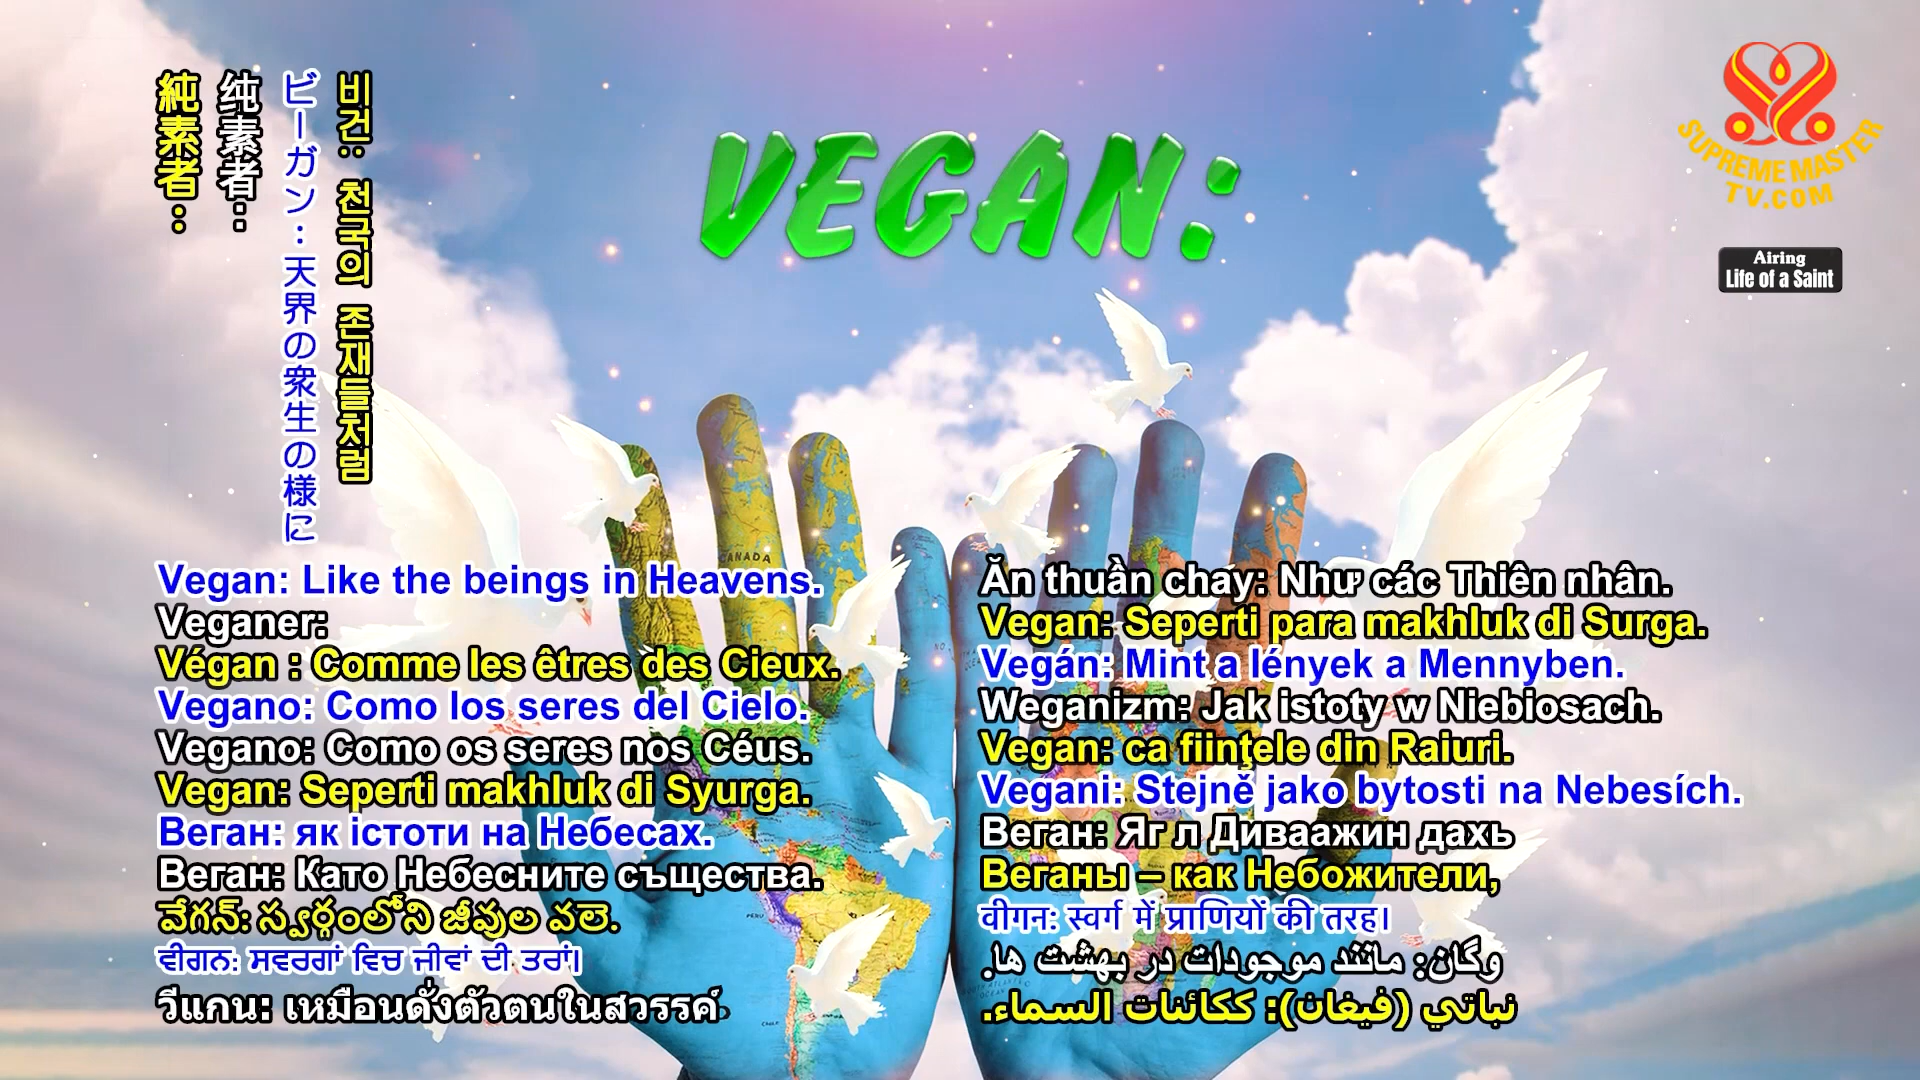 VEGAN:
SUPREME MASTER
TV.COM
Airing
Life of a Saint
純素者：
纯素者：
ビーガン：天界の衆生の様に
비건: 천국의 존재들처럼
Vegan: Like the beings in Heavens.
Veganer:
Végan : Comme les êtres des Cieux.
Vegano: Como los seres del Cielo.
Vegano: Como os seres nos Céus.
Vegan: Seperti makhluk di Syurga.
Веган: як істоти на Небесах.
Веган: Като Небесните същества.
వేగన్: స్వర్గంలోని జీవుల వలె.
ਵੀਗਨ: ਸਵਰਗਾਂ ਵਿਚ ਜੀਵਾਂ ਦੀ ਤਰਾਂ।
วีแกน: เหมือนดั่งตัวตนในสวรรค์.
Ăn thuần chay: Như các Thiên nhân.
Vegan: Seperti para makhluk di Surga.
Vegán: Mint a lények a Mennyben.
Weganizm: Jak istoty w Niebiosach.
Vegan: ca fiinţele din Raiuri.
Vegani: Stejně jako bytosti na Nebesích.
Веган: Яг л Диваажин дахь
Веганы – как Небожители,
वीगन: स्वर्ग में प्राणियों की तरह।
وگان: مانند موجودات در بهشت ها.
نباتي (فيغان): ككائنات السماء.
CANADA
PERU
CHILE